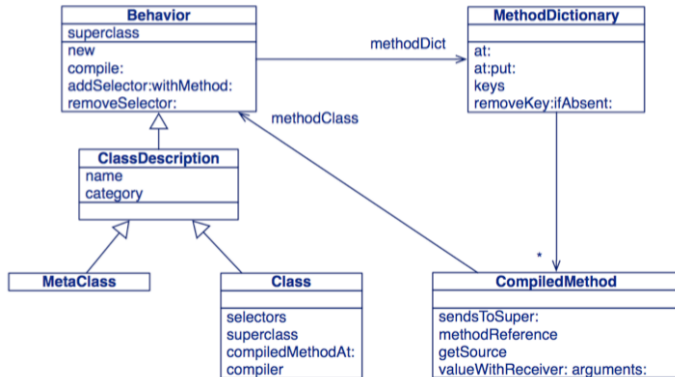 Behavior
superclass
new
compile:
addSelector:withMethod:
removeSelector:
methodDict
MethodDictionary
at:
at:put:
keys
removeKey:ifAbsent:
methodClass
ClassDescription
name
category
*
MetaClass
Class
selectors
superclass
compiledMethodAt:
compiler
CompiledMethod
sendsToSuper:
methodReference
getSource
valueWithReceiver: arguments: